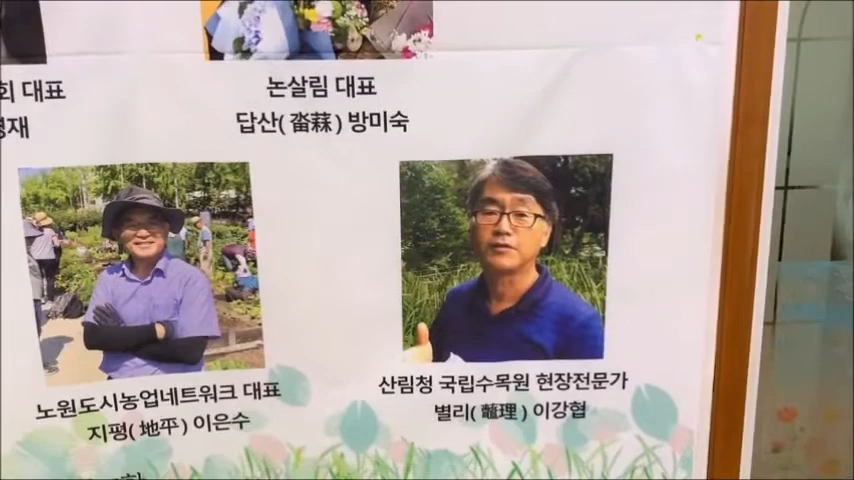 회 대표
논살림 대표
답산(畓蒜) 방미숙
노원도시농업네트워크 대표
지평(地平) 이은수
산림청 국립수목원 현장전문가
별리(虌理) 이강협